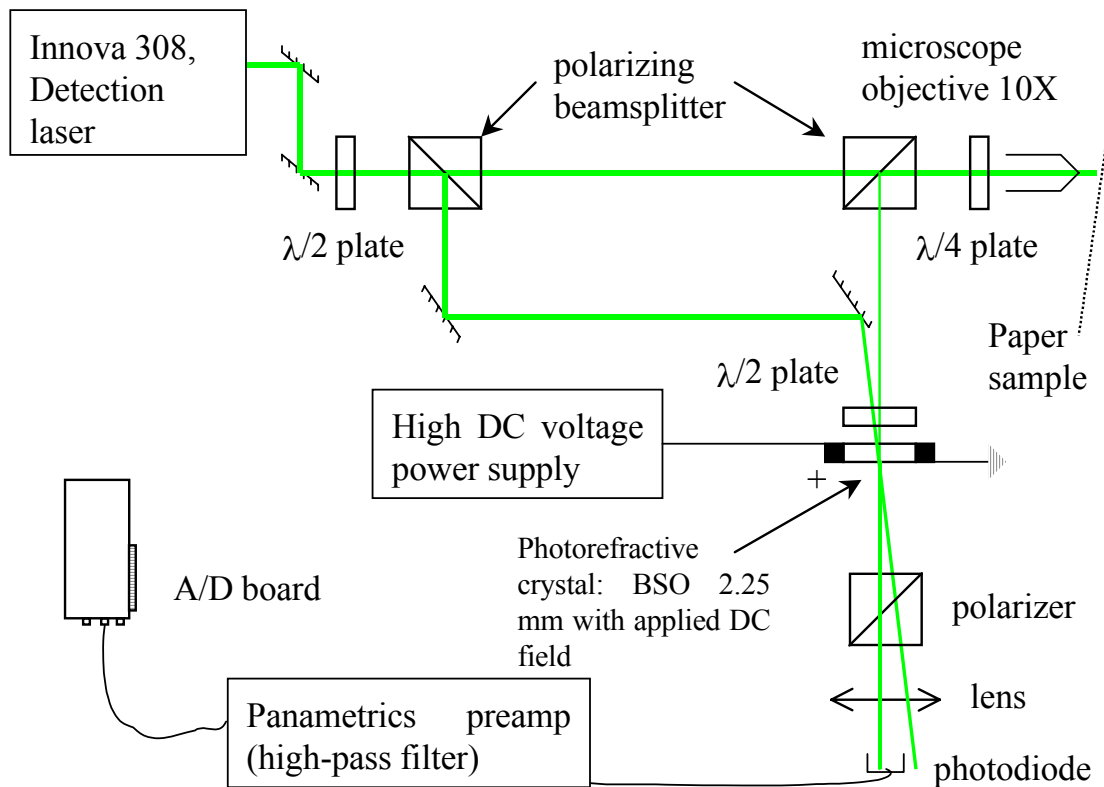 Innova 308,
Detection
laser
polarizing
beamsplitter
microscope
objective 10X
λ/2 plate
λ/4 plate
Paper
sample
λ/2 plate
High DC voltage
power supply
+
Photorefractive
crystal: BSO 2.25
mm with applied DC
field
A/D board
polarizer
lens
Panametrics preamp
(high-pass filter)
photodiode